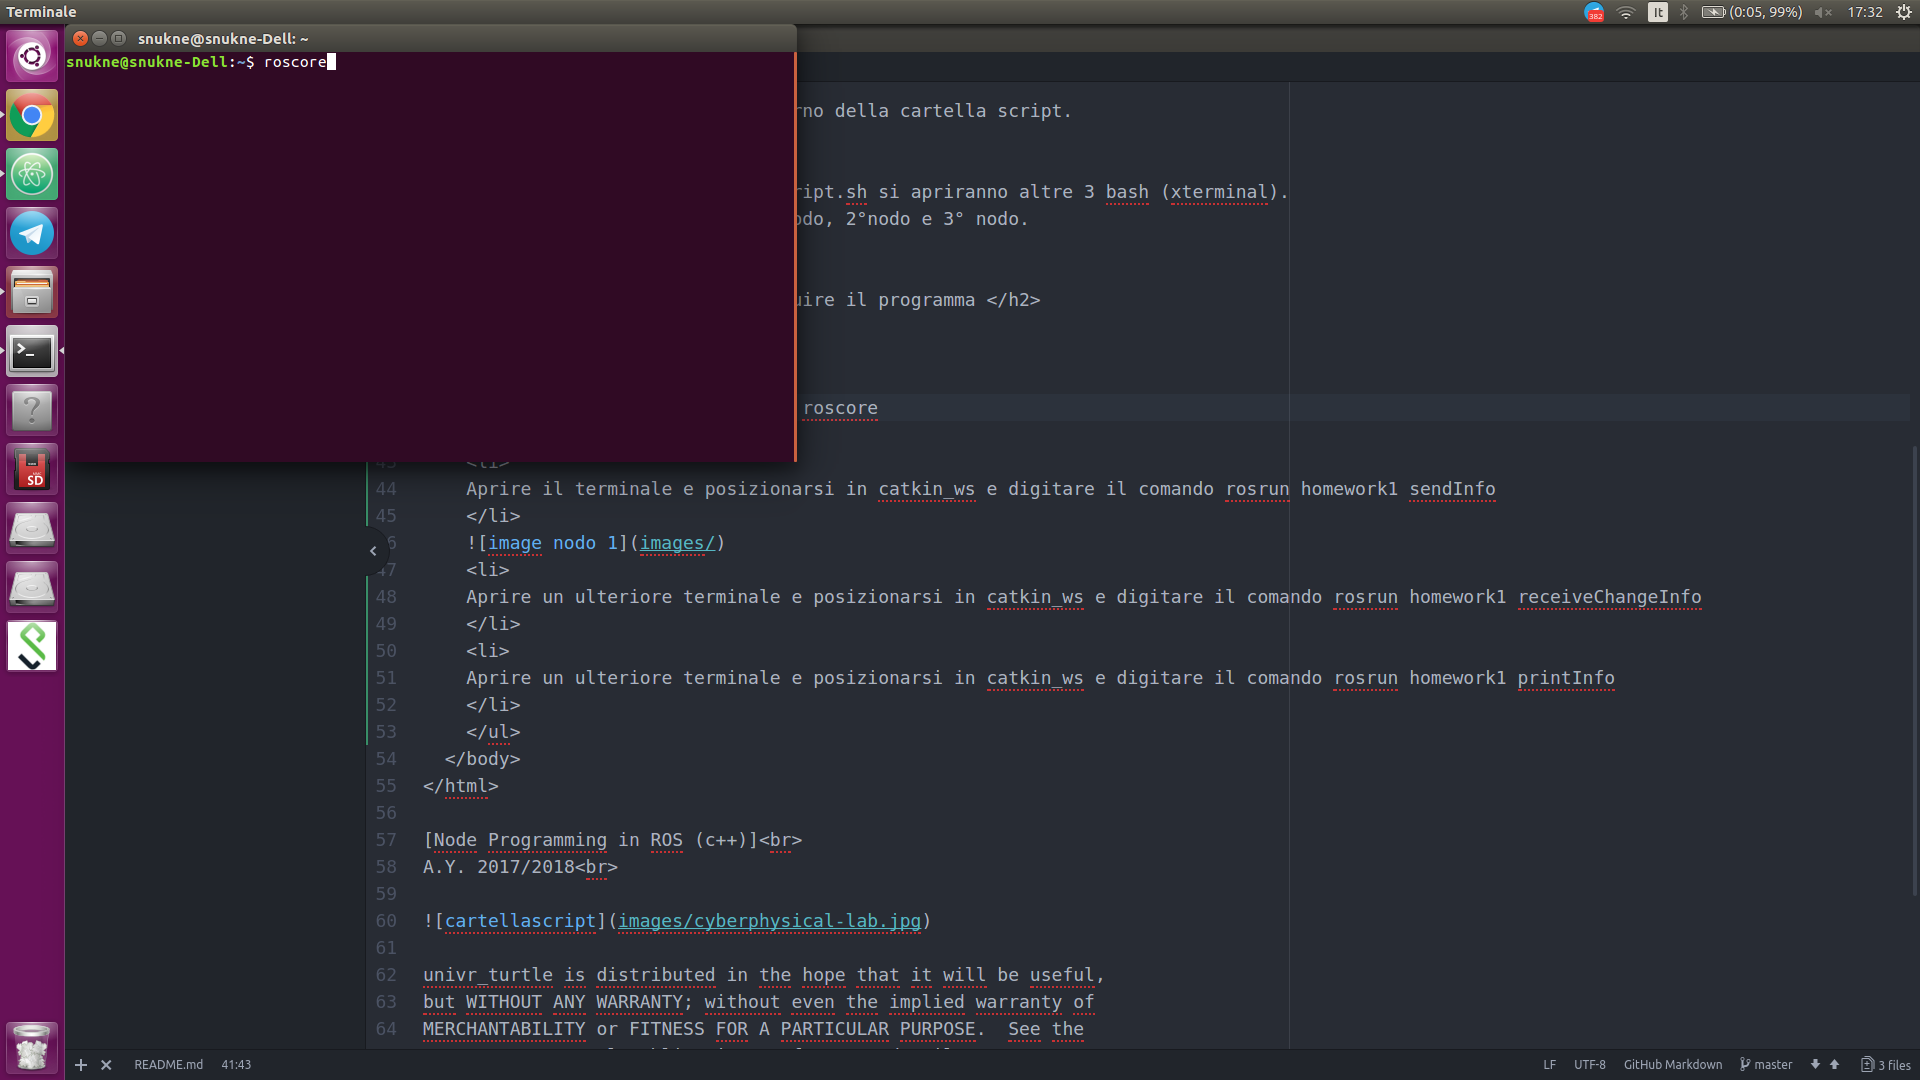 Terminale
382
It
(0:05, 99%)
17:32
snukne@snukne-Dell: ~
snukne@snukne-Dell:~$ roscore
rno della cartella script.
ript.sh si apriranno altre 3 bash (xterminal).
odo, 2°nodo e 3° nodo.
uire il programma </h2>
roscore
43 <li>
44 Aprire il terminale e posizionarsi in catkin_ws e digitare il comando rosrun homework1 sendInfo
45 </li>
6 ![image nodo 1](images/)
47 <li>
48 Aprire un ulteriore terminale e posizionarsi in catkin_ws e digitare il comando rosrun homework1 receiveChangeInfo
49 </li>
50 <li>
51 Aprire un ulteriore terminale e posizionarsi in catkin_ws e digitare il comando rosrun homework1 printInfo
52 </li>
53 </ul>
54 </body>
55 </html>
56
57 [Node Programming in ROS (c++)]<br>
58 A.Y. 2017/2018<br>
59
60 ![cartellascript](images/cyberphysical-lab.jpg)
61
62 univr_turtle is distributed in the hope that it will be useful,
63 but WITHOUT ANY WARRANTY; without even the implied warranty of
64 MERCHANTABILITY or FITNESS FOR A PARTICULAR PURPOSE.  See the
SD
README.md 41:43
LF UTF-8 GitHub Markdown master 3 files